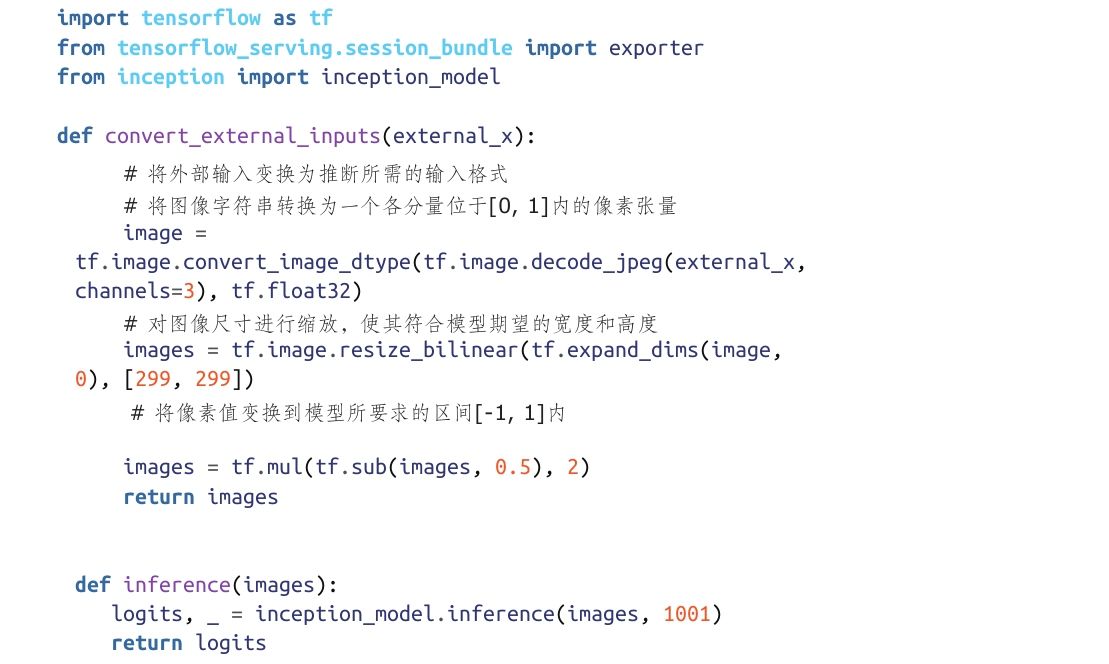 import tensorflow as tf
from tensorflow_serving.session_bundle import exporter
from inception import inception_model
def convert_external_inputs(external_x):
# 将外部输入变换为推断所需的输入格式
# 将图像字符串转换为一个各分量位于[0, 1]内的像素张量
image =
tf.image.convert_image_dtype(tf.image.decode_jpeg(external_x,
channels=3), tf.float32)
# 对图像尺寸进行缩放，使其符合模型期望的宽度和高度
images = tf.image.resize_bilinear(tf.expand_dims(image,
0), [299, 299])
# 将像素值变换到模型所要求的区间[-1, 1]内
images = tf.mul(tf.sub(images, 0.5), 2)
return images
def inference(images):
logits, _ = inception_model.inference(images, 1001)
return logits